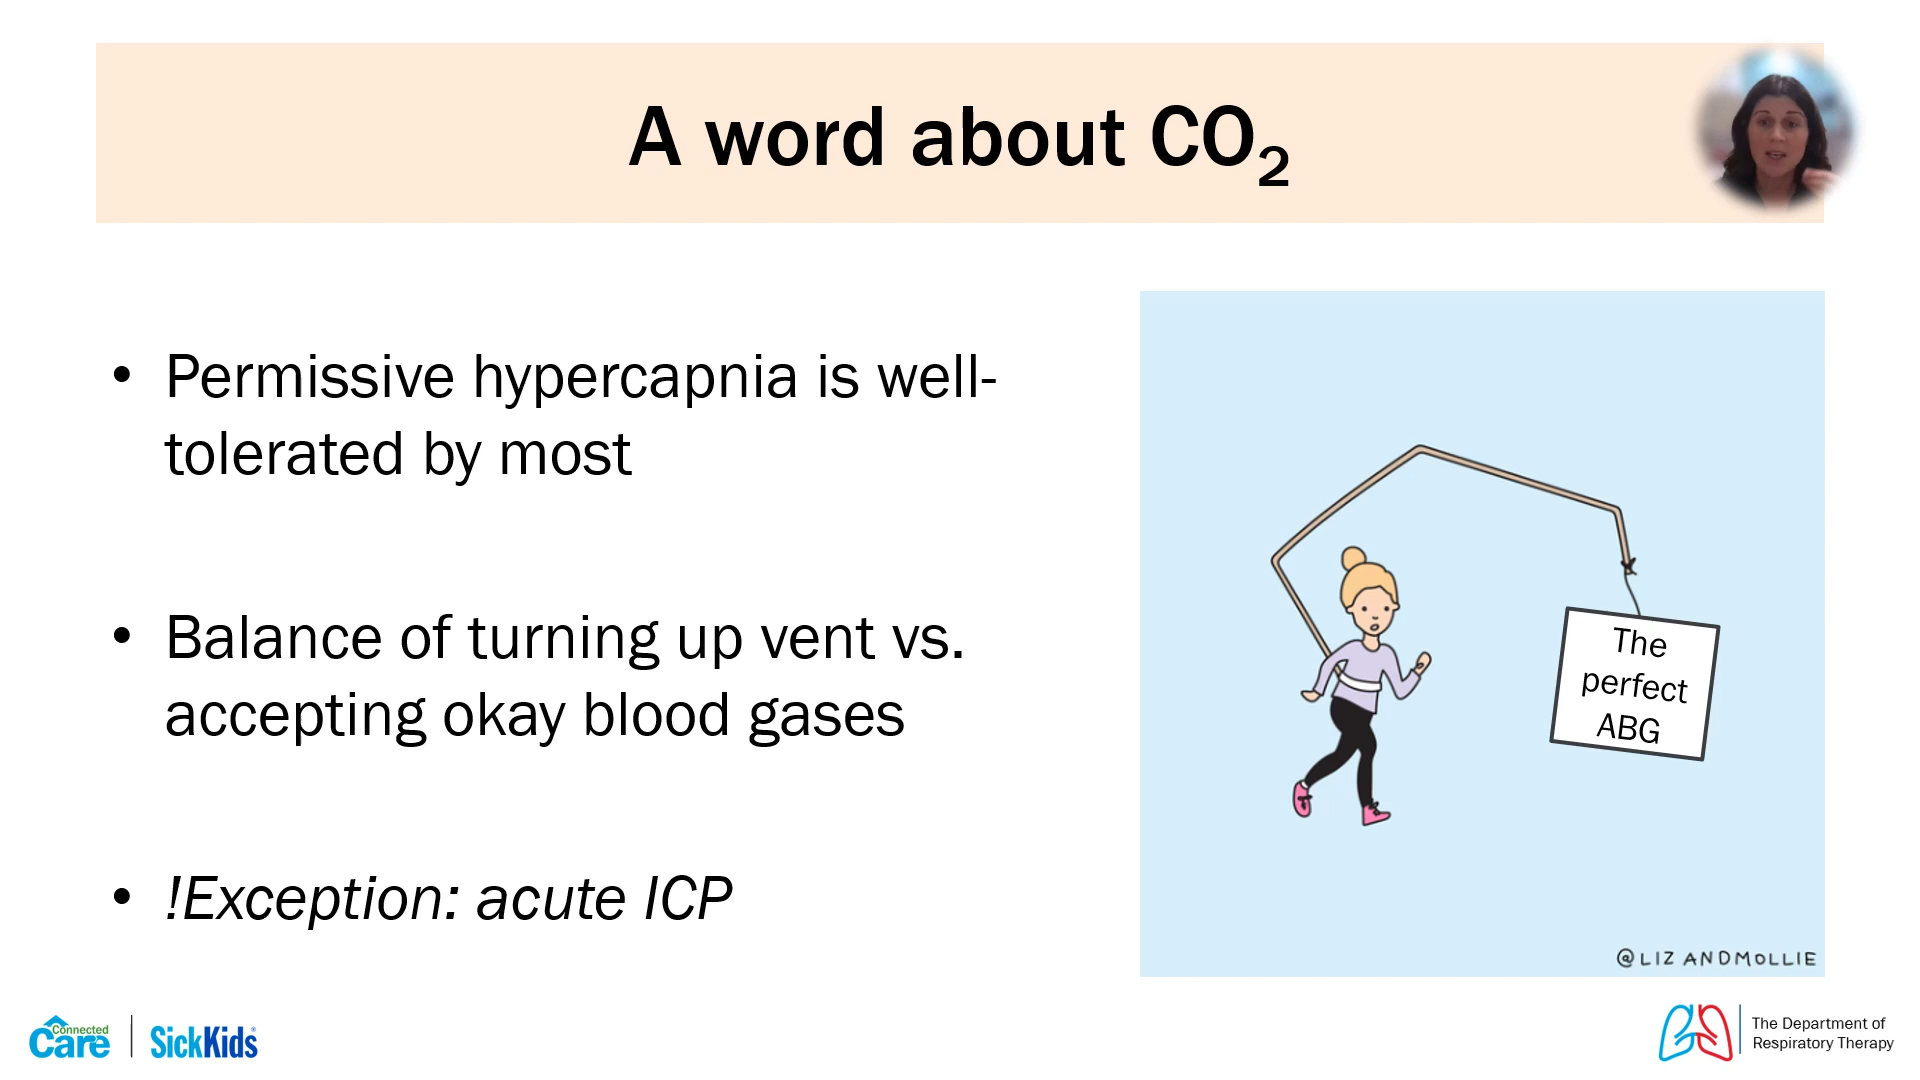 A word about CO₂
• Permissive hypercapnia is well-
tolerated by most
• Balance of turning up vent vs.
accepting okay blood gases
• !Exception: acute ICP
The
perfect
ABG
@LIZANDMOLLIE
Connected
Care
SickKids®
The Department of
Respiratory Therapy